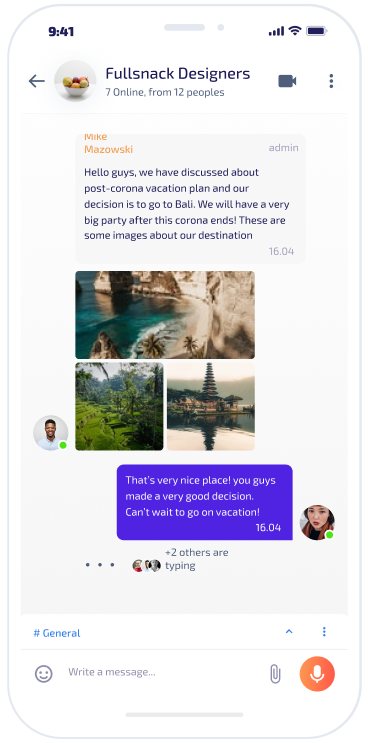 9:41
Fullsnack Designers
7 Online, from 12 peoples
Mike
Mazowski
admin
Hello guys, we have discussed about
post-corona vacation plan and our
decision is to go to Bali. We will have a very
big party after this corona ends! These are
some images about our destination
16.04
That's very nice place! you guys
made a very good decision.
Can't wait to go on vacation!
16.04
+2 others are
typing
# General
Write a message...